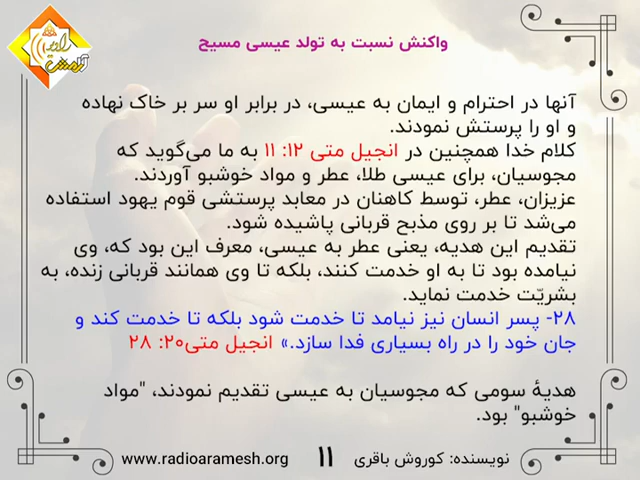 رادیو
آرامش
واکنش نسبت به تولد عیسی مسیح
آنها در احترام و ایمان به عیسی، در برابر او سر بر خاک نهاده
و او را پرستش نمودند.
کلام خدا همچنین در انجیل متی ۱۲: ۱۱ به ما می‌گوید که
مجوسیان، برای عیسی طلا، عطر و مواد خوشبو آوردند.
عزیزان، عطر، توسط کاهنان در معابد پرستشی قوم یهود استفاده
می‌شد تا بر روی مذبح قربانی پاشیده شود.
تقدیم این هدیه، یعنی عطر به عیسی، معرف این بود که، وی
نیامده بود تا به او خدمت کنند، بلکه تا وی همانند قربانی زنده، به
بشریّت خدمت نماید.
۲۸- پسر انسان نیز نیامد تا خدمت شود بلکه تا خدمت کند و
جان خود را در راه بسیاری فدا سازد.» انجیل متی۲۰: ۲۸
هدیهٔ سومی که مجوسیان به عیسی تقدیم نمودند، "مواد
خوشبو" بود.
نویسنده: کوروش باقری ۱۱ www.radioaramesh.org